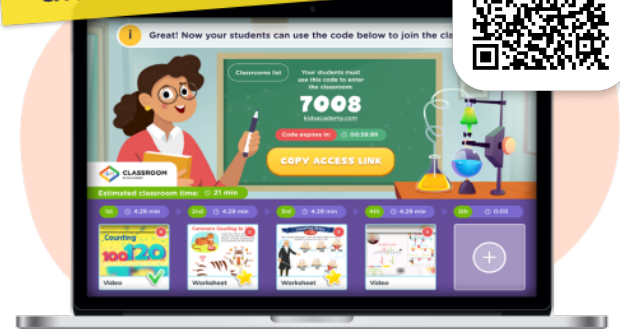 Great! Now your students can use the code below to join the cla
Classrooms list
Your students must
use this code to enter
the classroom:
7008
kidsacademy.com
Code expires in: 00:59:99
COPY ACCESS LINK
CLASSROOM
Estimated classroom time: 21 min
1st 4.29 min
2nd 4.29 min
3rd 4.29 min
4th 4.29 min
5th 0:00
Counting
100 120
Video
Worksheet
Worksheet
Video